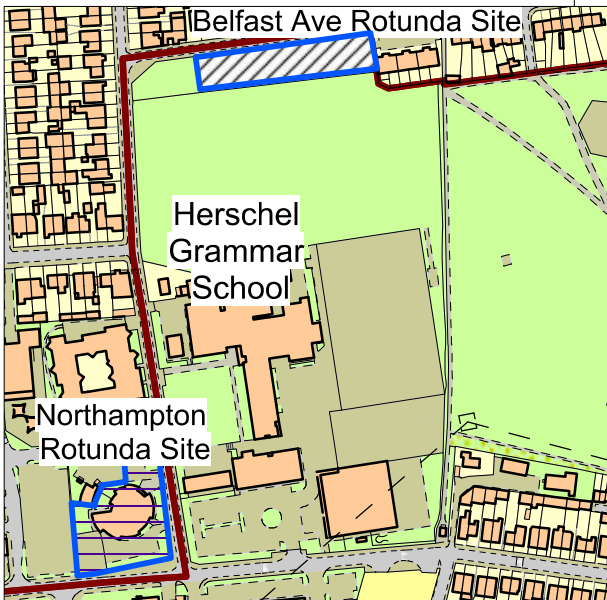 Belfast Ave Rotunda Site
Herschel
Grammar
School
Northampton
Rotunda Site